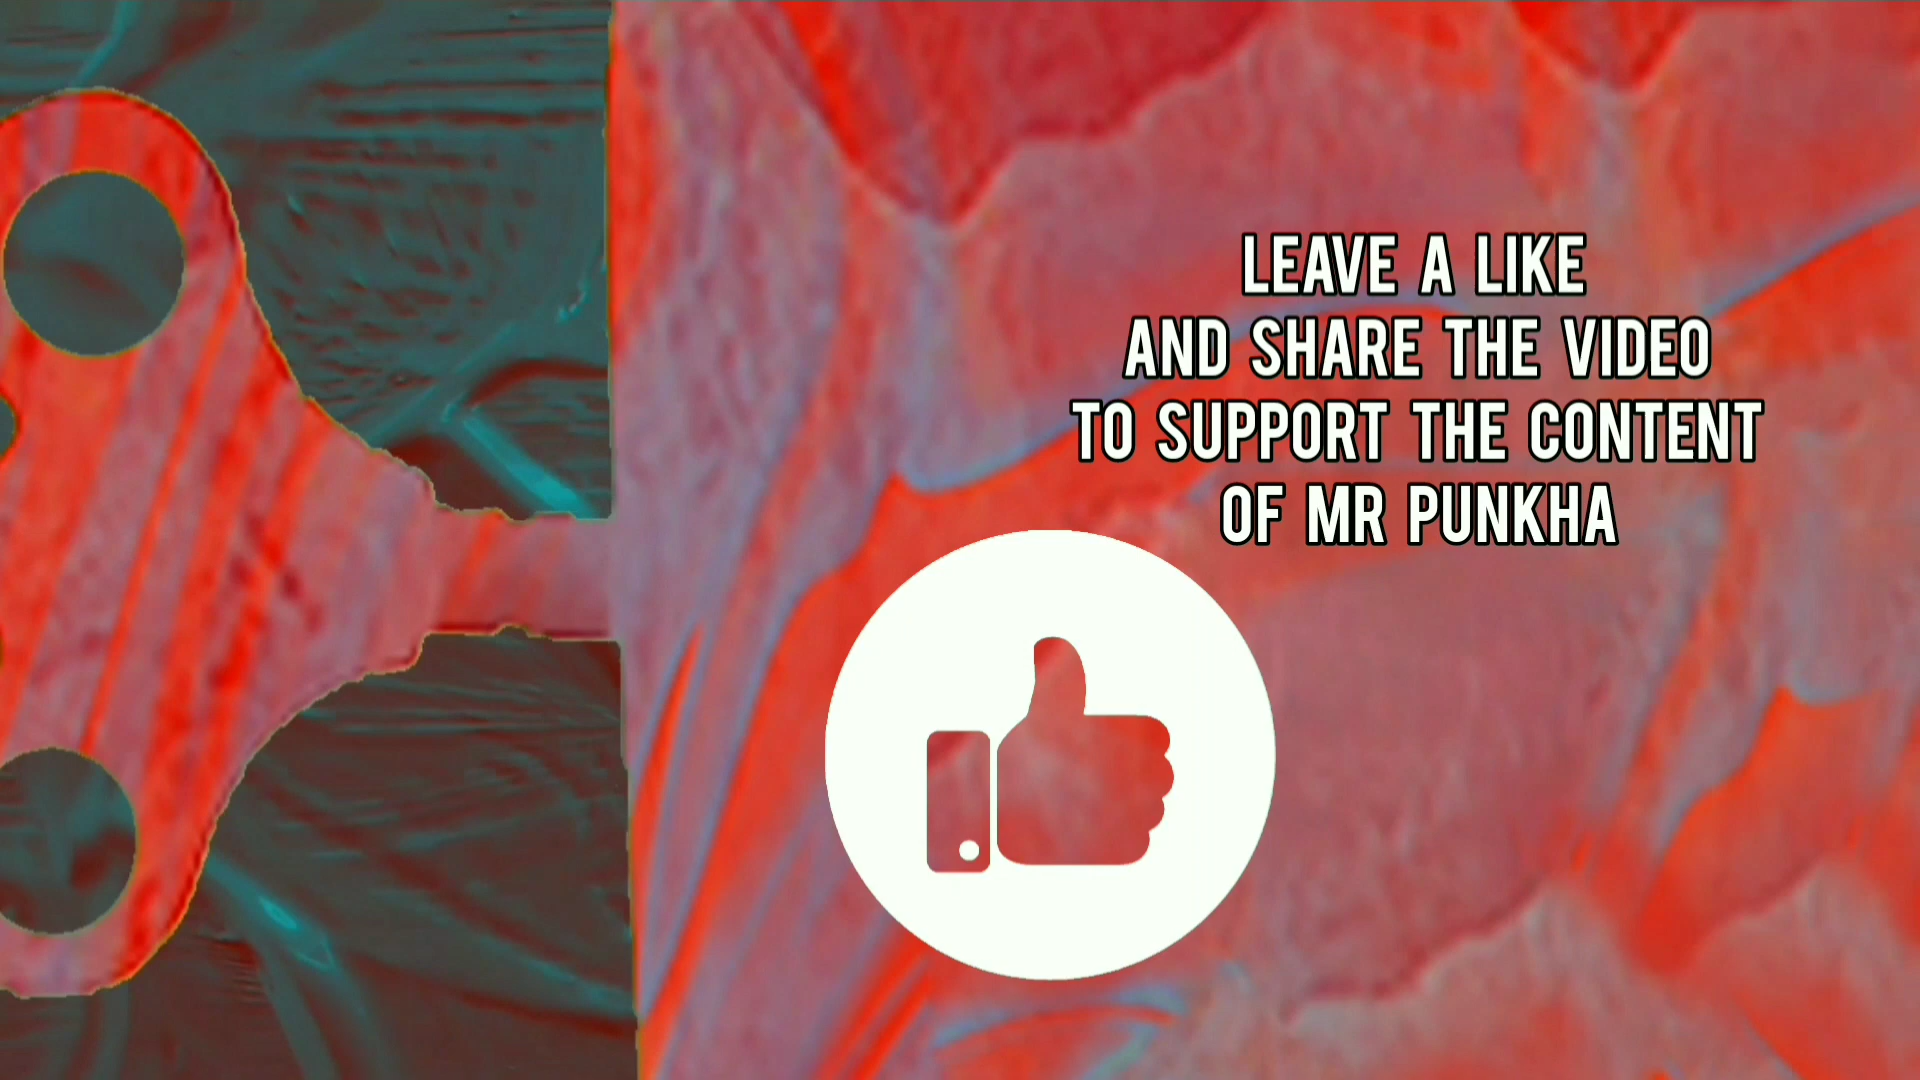 LEAVE A LIKE
AND SHARE THE VIDEO
TO SUPPORT THE CONTENT
OF MR PUNKHA